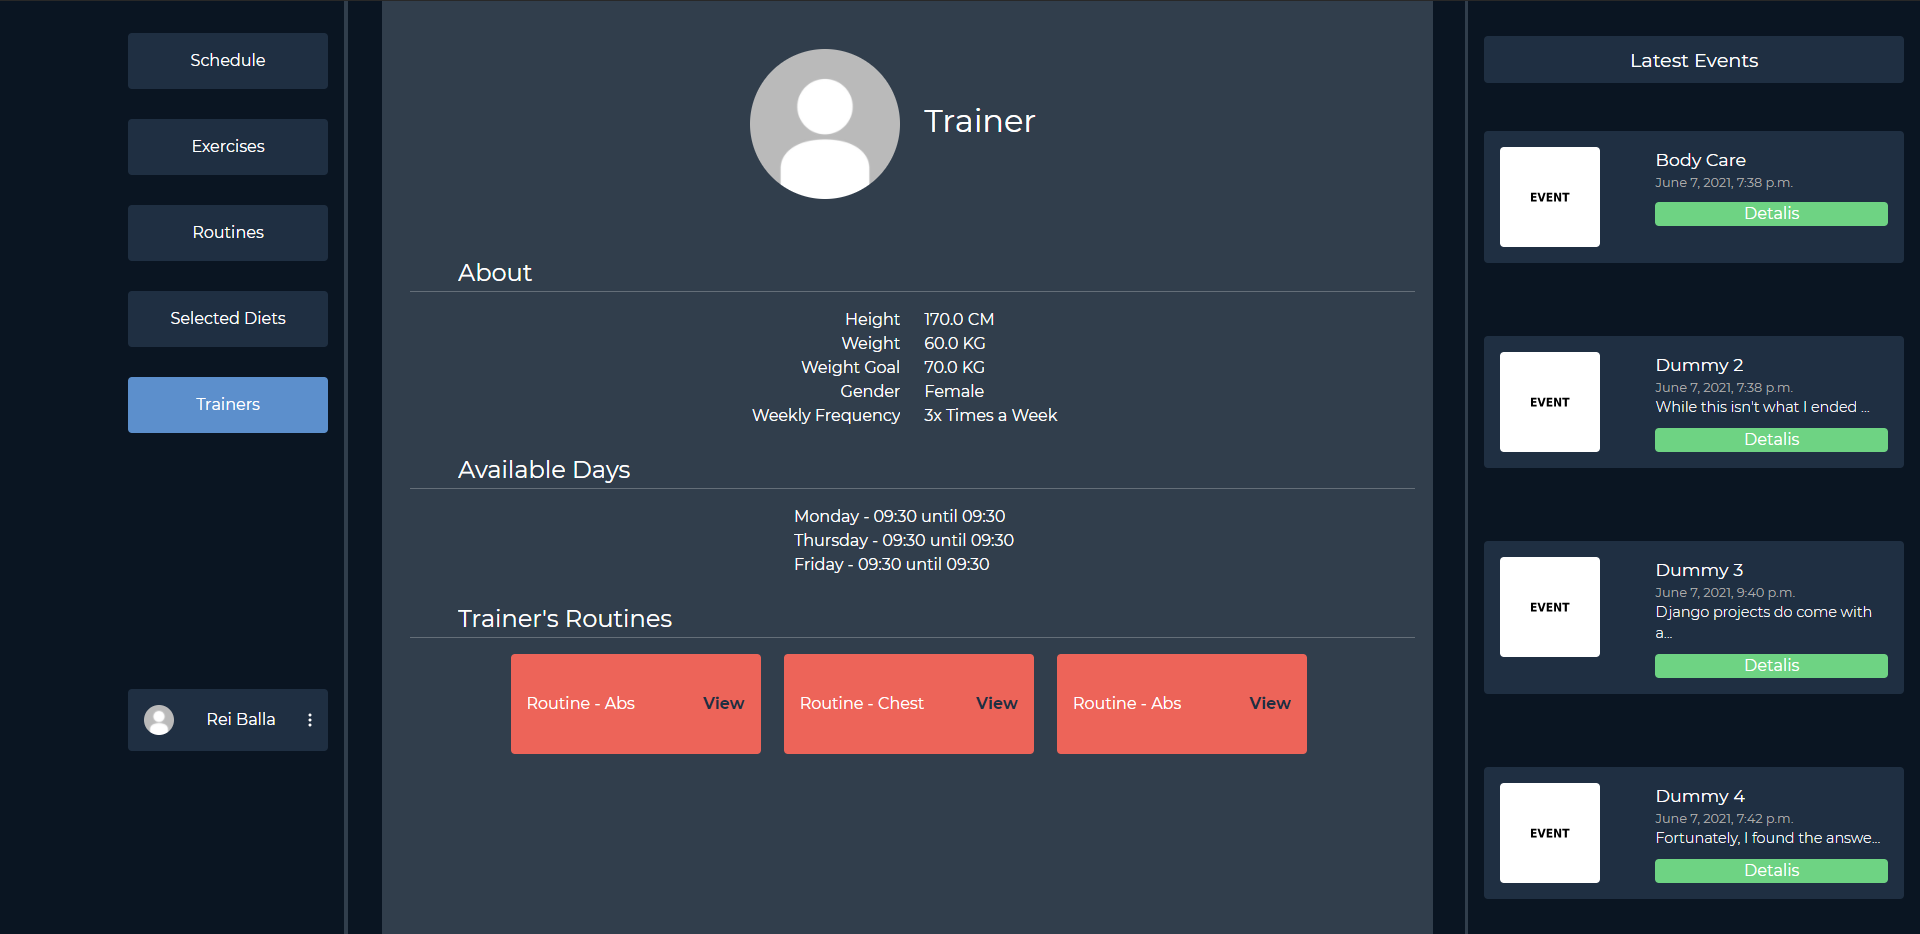 Schedule
Exercises
Routines
Selected Diets
Trainers
Rei Balla
Trainer
About
Height 170.0 CM
Weight 60.0 KG
Weight Goal 70.0 KG
Gender Female
Weekly Frequency 3x Times a Week
Available Days
Monday - 09:30 until 09:30
Thursday - 09:30 until 09:30
Friday - 09:30 until 09:30
Trainer's Routines
Routine - Abs View
Routine - Chest View
Routine - Abs View
Latest Events
EVENT
Body Care
June 7, 2021, 7:38 p.m.
Detalis
EVENT
Dummy 2
June 7, 2021, 7:38 p.m.
While this isn't what I ended ...
Detalis
EVENT
Dummy 3
June 7, 2021, 9:40 p.m.
Django projects do come with
a...
Detalis
EVENT
Dummy 4
June 7, 2021, 7:42 p.m.
Fortunately, I found the answe...
Detalis